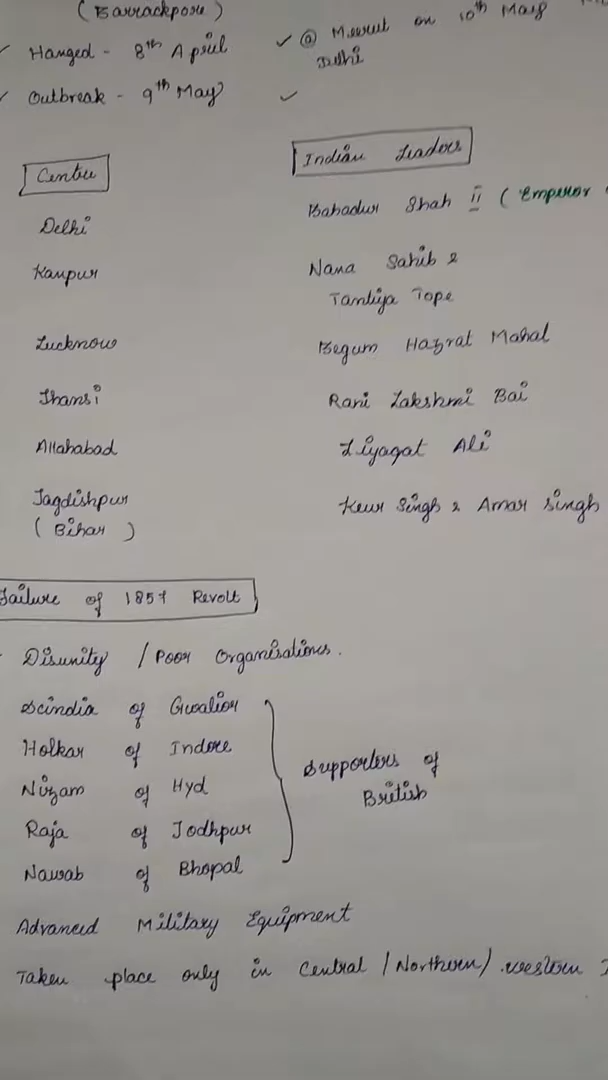 (Barrackpore)
✓ Hanged - 8th April
✓ @ Meerut on 10th May
Delhi
✓ Outbreak - 9th May
✓
Centre
Indian Leaders
Delhi
Bahadur Shah II (Emperor
Kanpur
Nana Sahib &
Tantiya Tope
Lucknow
Begum Hazrat Mahal
Jhansi
Rani Lakshmi Bai
Allahabad
Liyaqat Ali
Jagdishpur
(Bihar)
Keur Singh & Amar Singh
Failure of 1857 Revolt
- Disunity / Poor Organisations.
Scindia of Gwalior
Holkar of Indore
Nizam of Hyd
Raja of Jodhpur
Nawab of Bhopal
Supporters of
British
Advanced Military Equipment
Taken place only in Central / Northern / western